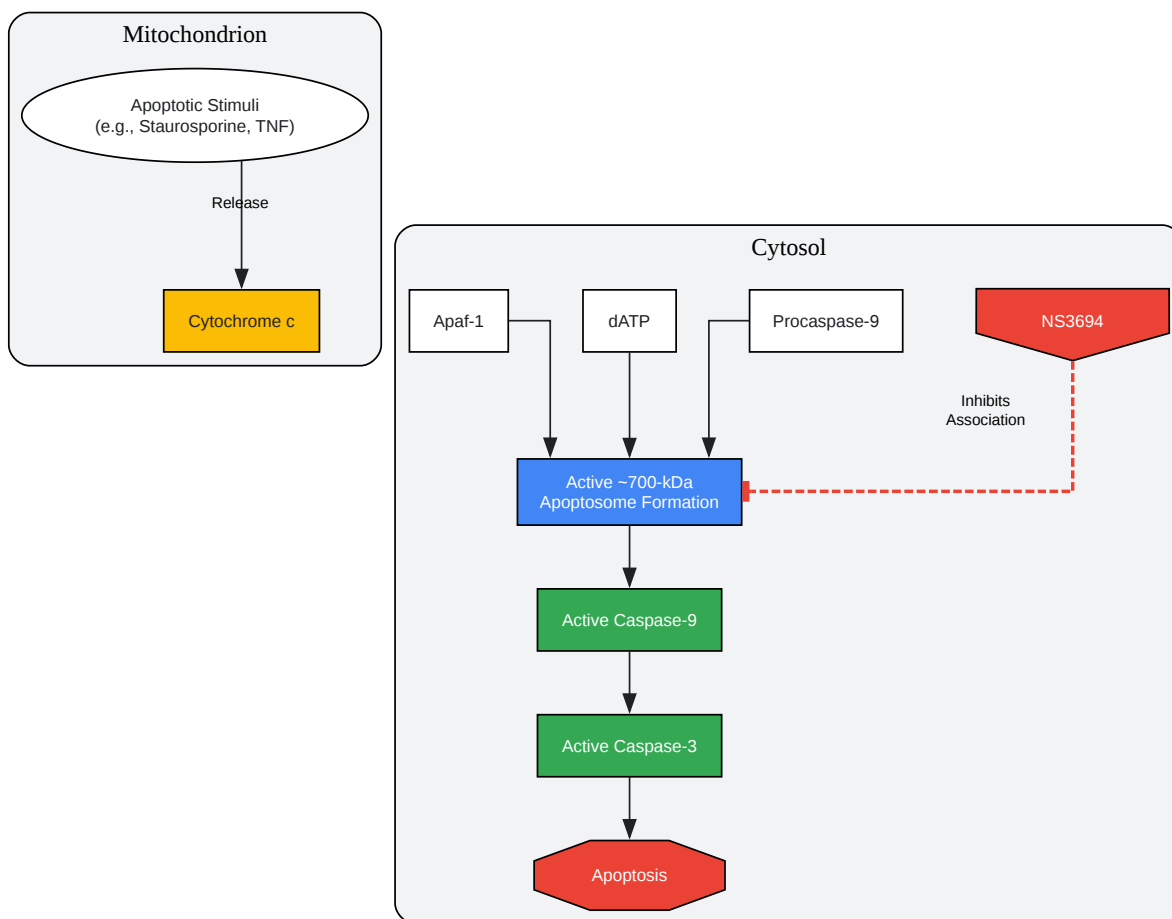 Mitochondrion
Apoptotic Stimuli
(e.g., Staurosporine, TNF)
Release
Cytochrome c
Cytosol
Apaf-1
dATP
Procaspase-9
NS3694
Inhibits
Association
Active ~700-kDa
Apoptosome Formation
Active Caspase-9
Active Caspase-3
Apoptosis